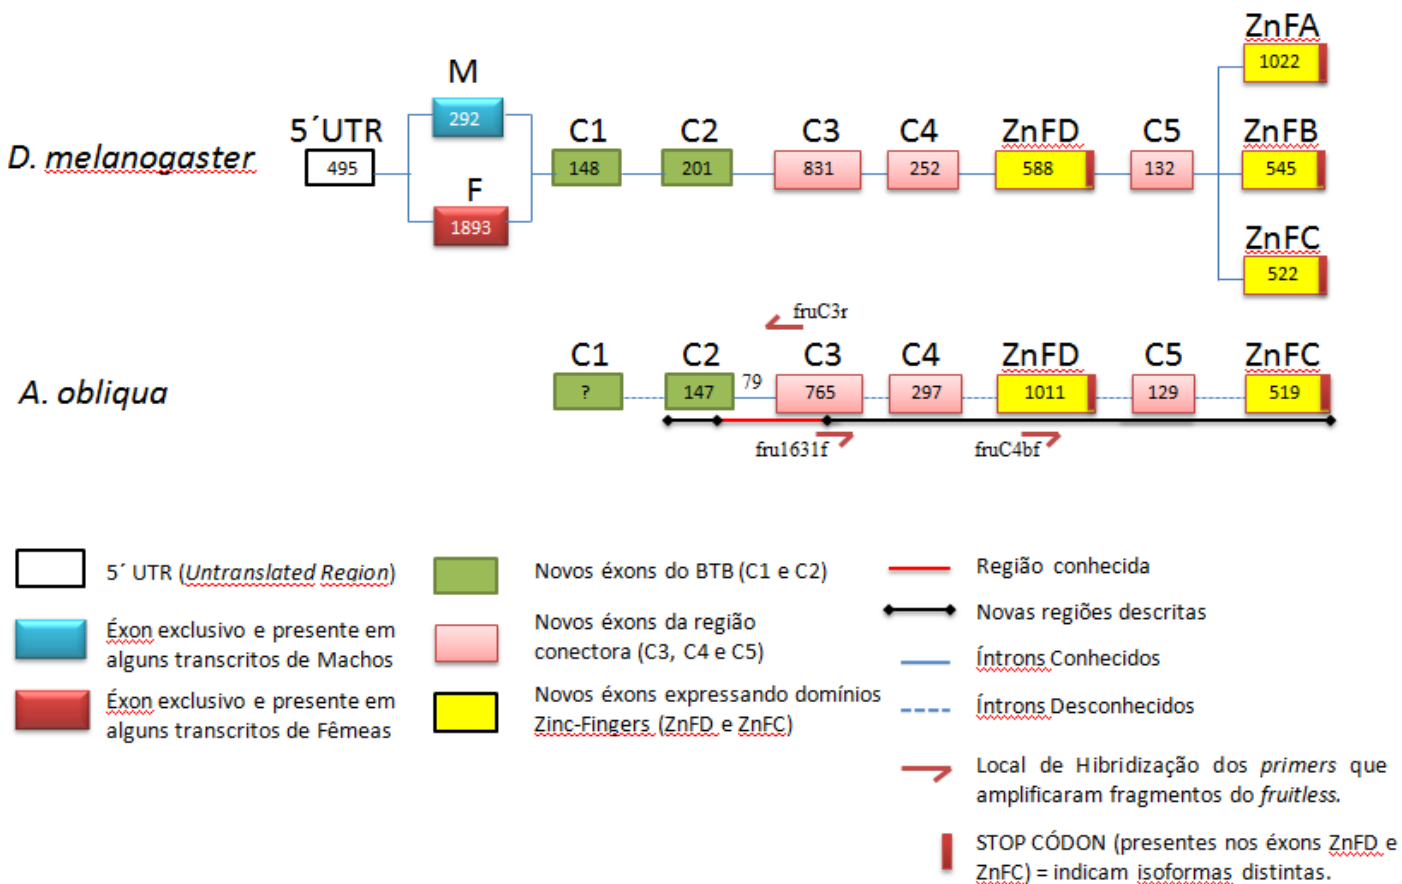 ZnFA
1022
M
292
5´UTR
C1
C2
C3
C4
ZnFD
C5
ZnFB
D. melanogaster
495
148
201
831
252
588
132
545
F
1893
ZnFC
522
fruC3r
C1
C2
C3
C4
ZnFD
C5
ZnFC
A. obliqua
?
147
79
765
297
1011
129
519
fru1631f
fruC4bf
5´ UTR (Untranslated Region)
Éxon exclusivo e presente em
alguns transcritos de Machos
Éxon exclusivo e presente em
alguns transcritos de Fêmeas
Novos éxons do BTB (C1 e C2)
Novos éxons da região
conectora (C3, C4 e C5)
Novos éxons expressando domínios
Zinc-Fingers (ZnFD e ZnFC)
Região conhecida
Novas regiões descritas
Íntrons Conhecidos
Íntrons Desconhecidos
Local de Hibridização dos primers que
amplificaram fragmentos do fruitless.
STOP CÓDON (presentes nos éxons ZnFD e
ZnFC) = indicam isoformas distintas.